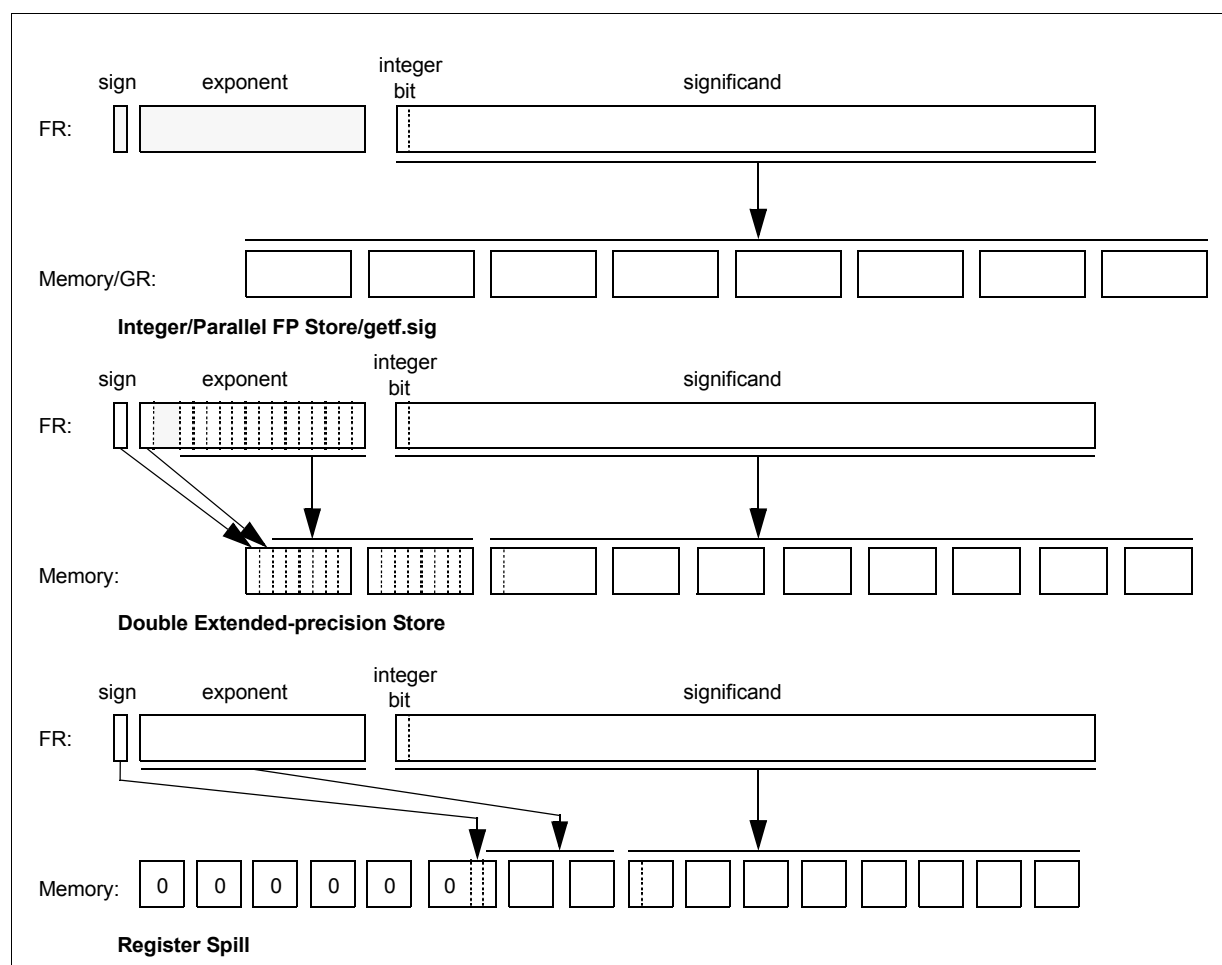 sign exponent integer bit significand
FR:
Memory/GR:
Integer/Parallel FP Store/getf.sig
sign exponent integer bit significand
FR:
Memory:
Double Extended-precision Store
sign exponent integer bit significand
FR:
Memory: 0 0 0 0 0 0
Register Spill